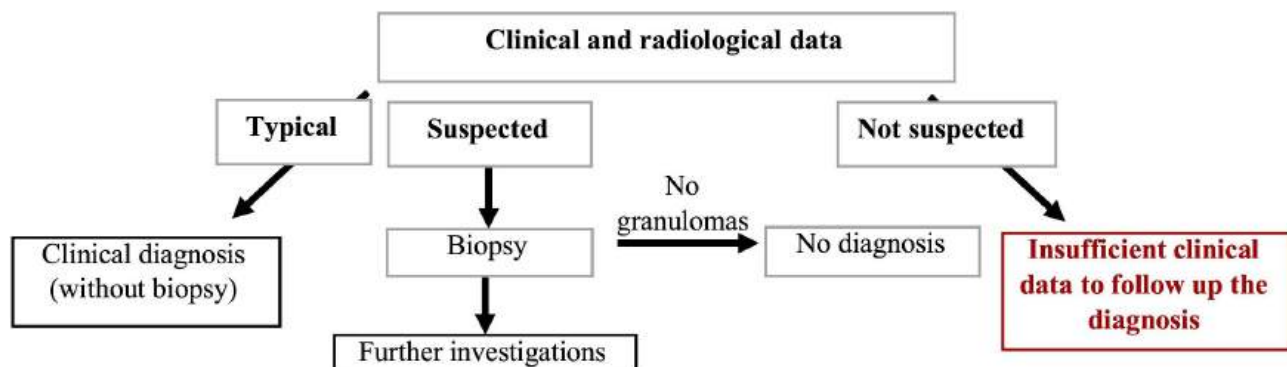 Clinical and radiological data
Typical
Suspected
Not suspected
No
granulomas
Clinical diagnosis
(without biopsy)
Biopsy
No diagnosis
Insufficient clinical
data to follow up the
diagnosis
Further investigations